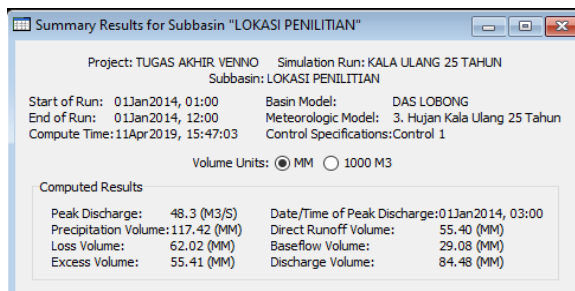 Summary Results for Subbasin "LOKASI PENILITIAN"
Project: TUGAS AKHIR VENNO Simulation Run: KALA ULANG 25 TAHUN
Subbasin: LOKASI PENILITIAN
Start of Run: 01Jan2014, 01:00 Basin Model: DAS LOBONG
End of Run: 01Jan2014, 12:00 Meteorologic Model: 3. Hujan Kala Ulang 25 Tahun
Compute Time:11Apr2019, 15:47:03 Control Specifications:Control 1
Volume Units: MM 1000 M3
Computed Results
Peak Discharge: 48.3 (M3/S) Date/Time of Peak Discharge:01Jan2014, 03:00
Precipitation Volume:117.42 (MM) Direct Runoff Volume: 55.40 (MM)
Loss Volume: 62.02 (MM) Baseflow Volume: 29.08 (MM)
Excess Volume: 55.41 (MM) Discharge Volume: 84.48 (MM)